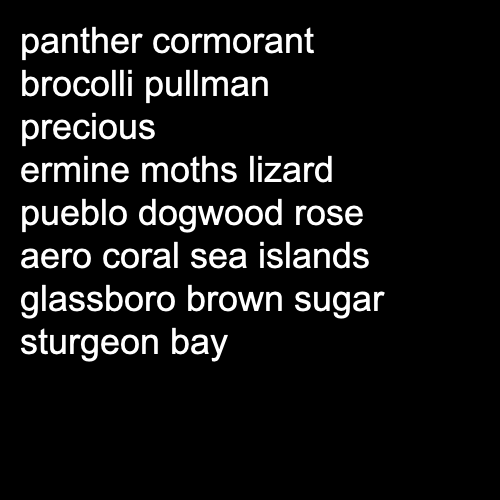 panther cormorant
brocolli pullman
precious
ermine moths lizard
pueblo dogwood rose
aero coral sea islands
glassboro brown sugar
sturgeon bay